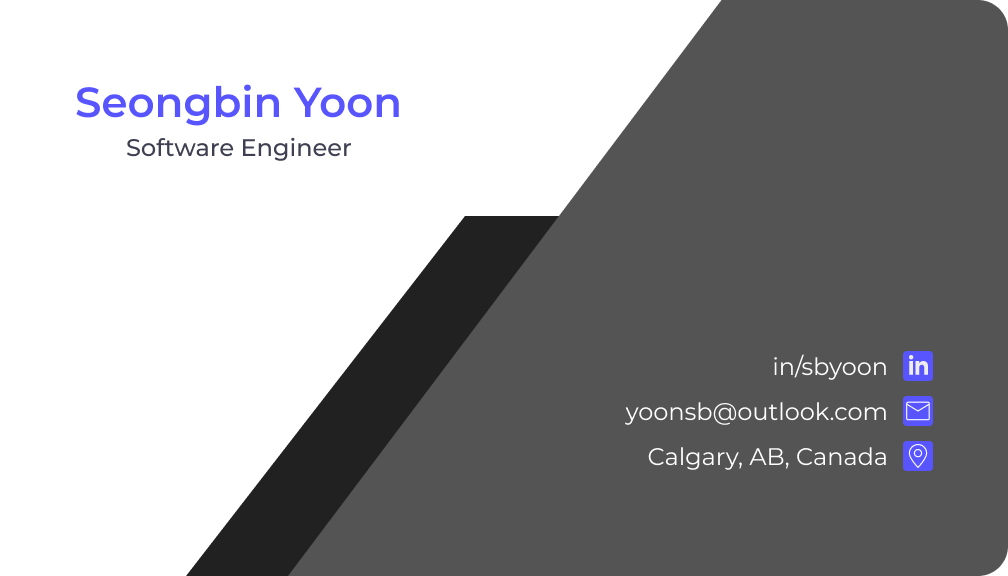 Seongbin Yoon
Software Engineer
in/sbyoon
yoonsb@outlook.com
Calgary, AB, Canada